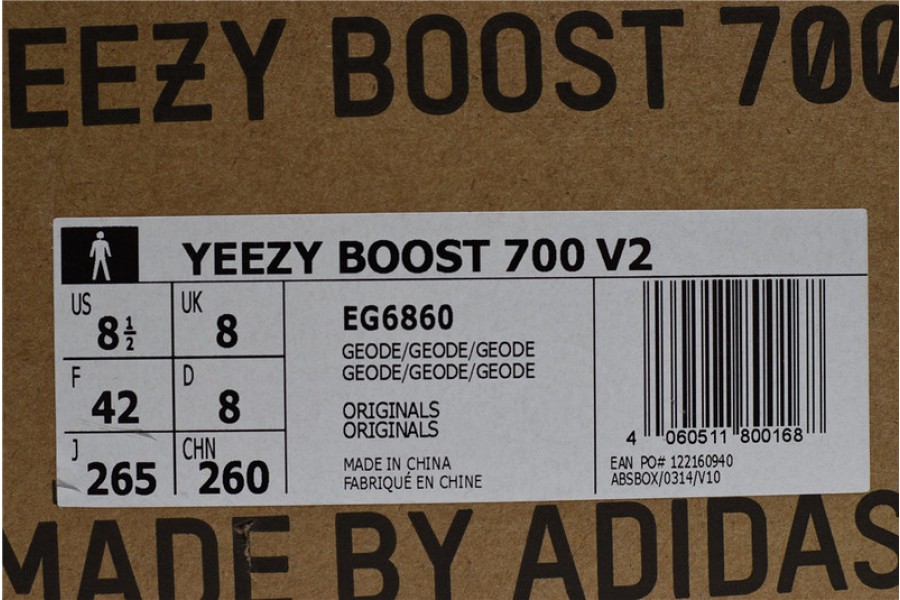 EEZY BOOST 700
YEEZY BOOST 700 V2
US 8 1/2 UK 8
F 42 D 8
J 265 CHN 260
EG6860
GEODE/GEODE/GEODE
GEODE/GEODE/GEODE
ORIGINALS
ORIGINALS
MADE IN CHINA
FABRIQUÉ EN CHINE
4 060511 800168
EAN PO# 122160940
ABSBOX/0314/V10
MADE BY ADIDAS